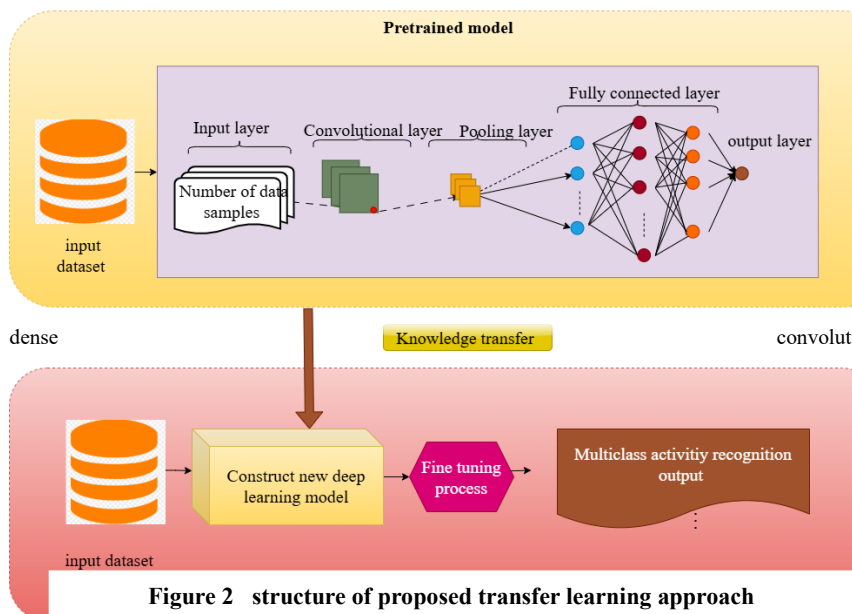 Pretrained model
Fully connected layer
Input layer
Convolutional layer
Pooling layer
output layer
Number of data
samples
input
dataset
dense
Knowledge transfer
convolut
Construct new deep
learning model
Fine tuning
process
Multiclass activitiy recognition
output
input dataset
Figure 2 structure of proposed transfer learning approach